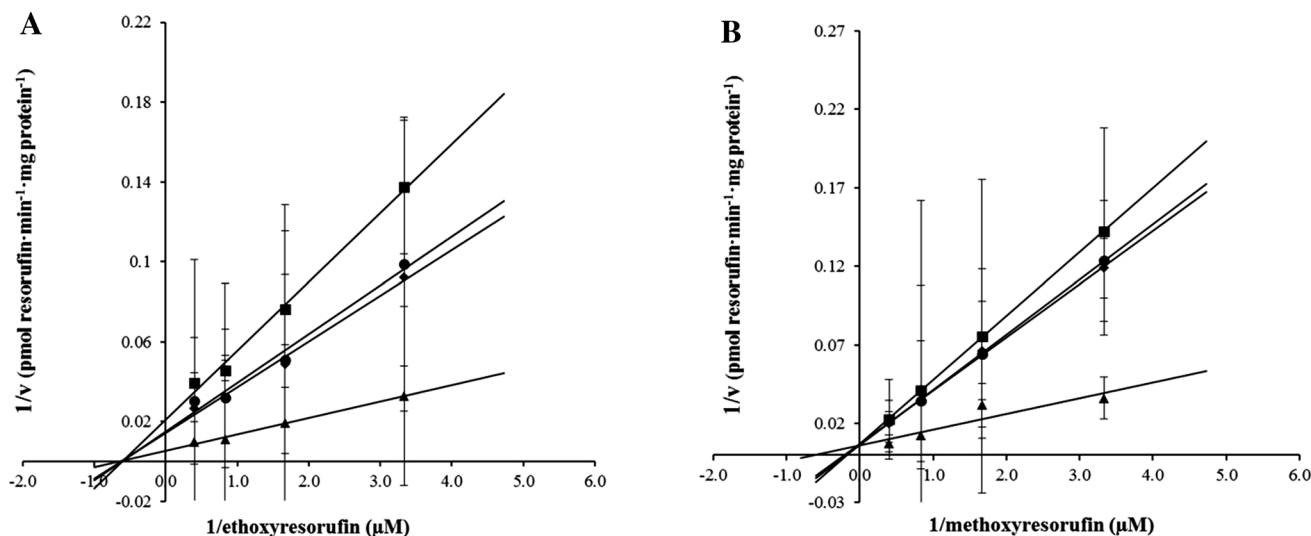 A
1/v (pmol resorufin·min⁻¹·mg protein⁻¹)
0.22
0.18
0.14
0.1
0.06
0.02
-0.02
-2.0 -1.0 0.0 1.0 2.0 3.0 4.0 5.0 6.0
1/ethoxyresorufin (µM)
B
1/v (pmol resorufin·min⁻¹·mg protein⁻¹)
0.27
0.22
0.17
0.12
0.07
0.02
-0.03
-2.0 -1.0 0.0 1.0 2.0 3.0 4.0 5.0 6.0
1/methoxyresorufin (µM)